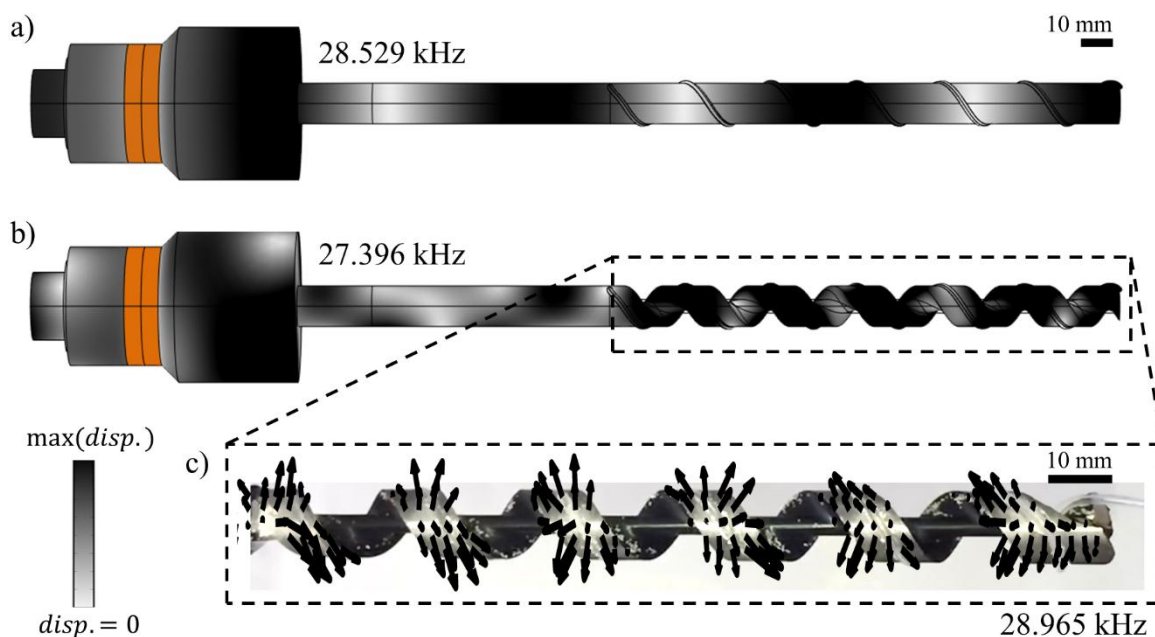 a)
28.529 kHz
10 mm
b)
27.396 kHz
max(disp.)
disp.= 0
c)
10 mm
28.965 kHz